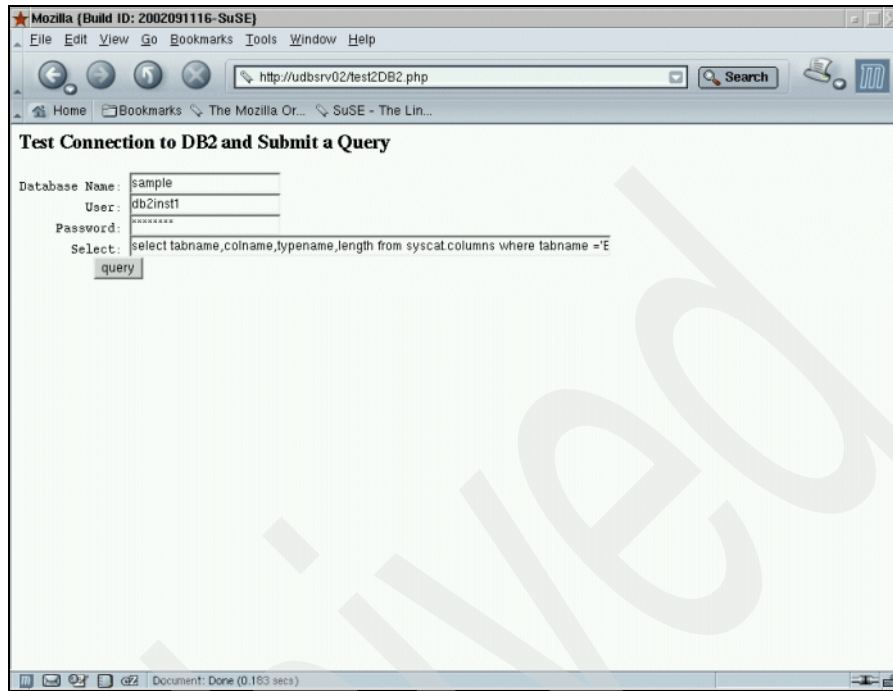 Mozilla {Build ID: 2002091116-SuSE}
File Edit View Go Bookmarks Tools Window Help
http://udbsrv02/test2DB2.php Search
Home Bookmarks The Mozilla Or... SuSE - The Lin...
Test Connection to DB2 and Submit a Query
Database Name: sample
User: db2inst1
Password: ********
Select: select tabname,colname,typename,length from syscat.columns where tabname ='E
query
Document: Done (0.183 secs)